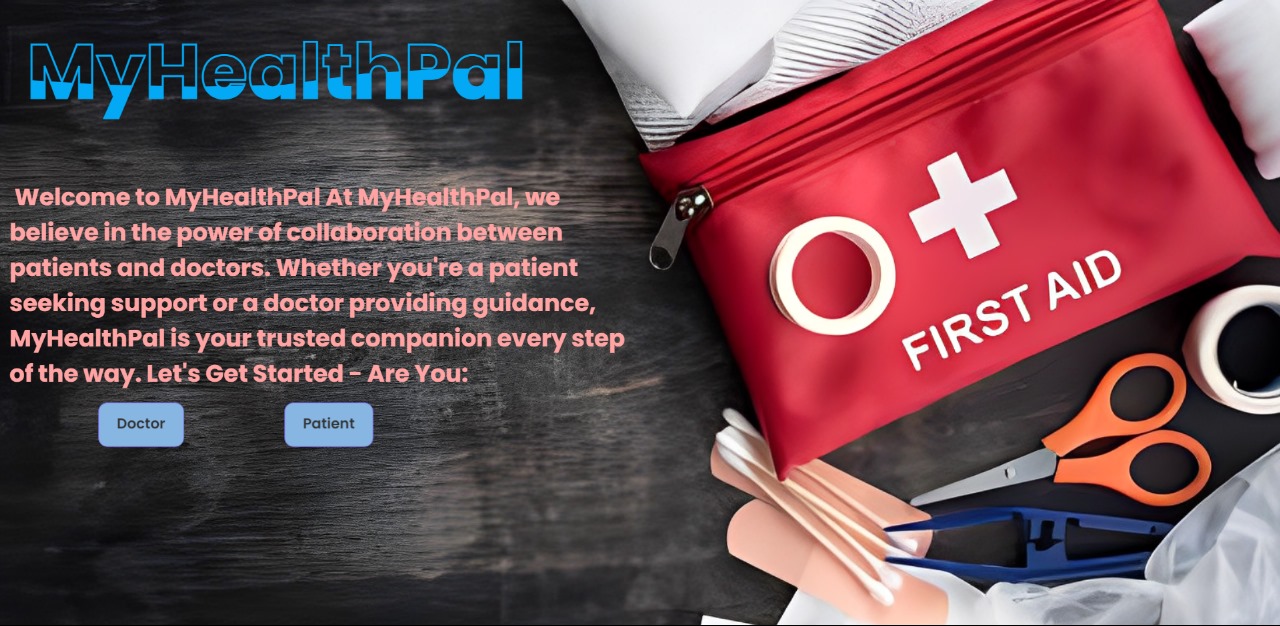 MyHealthPal
Welcome to MyHealthPal At MyHealthPal, we
believe in the power of collaboration between
patients and doctors. Whether you're a patient
seeking support or a doctor providing guidance,
MyHealthPal is your trusted companion every step
of the way. Let's Get Started - Are You:
Doctor
Patient
FIRST AID